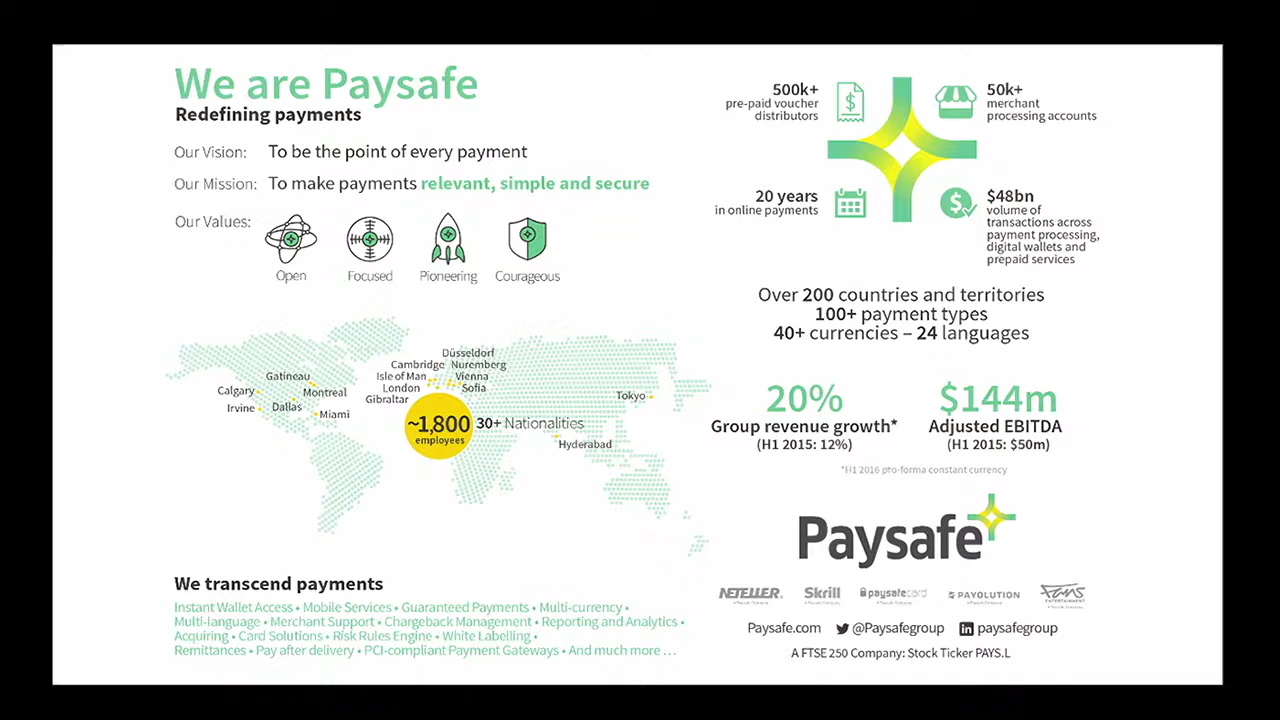 We are Paysafe
Redefining payments
Our Vision: To be the point of every payment
Our Mission: To make payments relevant, simple and secure
Our Values:
Open
Focused
Pioneering
Courageous
Gatineau
Calgary
Montreal
Irvine
Dallas
Miami
Düsseldorf
Cambridge
Nuremberg
Isle of Man
Vienna
London
Sofia
Gibraltar
Tokyo
~1,800
employees
30+ Nationalities
Hyderabad
We transcend payments
Instant Wallet Access • Mobile Services • Guaranteed Payments • Multi-currency •
Multi-language • Merchant Support • Chargeback Management • Reporting and Analytics •
Acquiring • Card Solutions • Risk Rules Engine • White Labelling •
Remittances • Pay after delivery • PCI-compliant Payment Gateways • And much more ...
500k+
pre-paid voucher
distributors
50k+
merchant
processing accounts
20 years
in online payments
$48bn
volume of
transactions across
payment processing,
digital wallets and
prepaid services
Over 200 countries and territories
100+ payment types
40+ currencies – 24 languages
20%
Group revenue growth*
(H1 2015: 12%)
$144m
Adjusted EBITDA
(H1 2015: $50m)
*H1 2016 pro-forma constant currency
Paysafe
NETELLER.
Skrill
paysafecard
PAYOLUTION
Fans
ENTERTAINMENT
Paysafe.com @Paysafegroup paysafegroup
A FTSE 250 Company: Stock Ticker PAYS.L